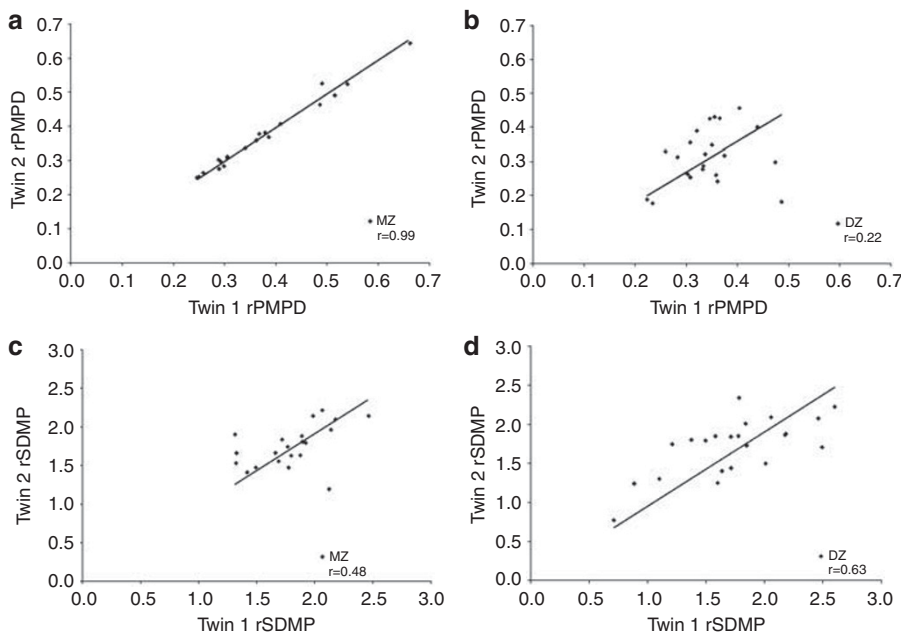 a
0.7
0.6
0.5
0.4
0.3
0.2
0.1
0.0
Twin 2 rPMPD
0.0 0.1 0.2 0.3 0.4 0.5 0.6 0.7
Twin 1 rPMPD
MZ
r=0.99
b
0.7
0.6
0.5
0.4
0.3
0.2
0.1
0.0
Twin 2 rPMPD
0.0 0.1 0.2 0.3 0.4 0.5 0.6 0.7
Twin 1 rPMPD
DZ
r=0.22
c
3.0
2.5
2.0
1.5
1.0
0.5
0.0
Twin 2 rSDMP
0.0 0.5 1.0 1.5 2.0 2.5 3.0
Twin 1 rSDMP
MZ
r=0.48
d
3.0
2.5
2.0
1.5
1.0
0.5
0.0
Twin 2 rSDMP
0.0 0.5 1.0 1.5 2.0 2.5 3.0
Twin 1 rSDMP
DZ
r=0.63